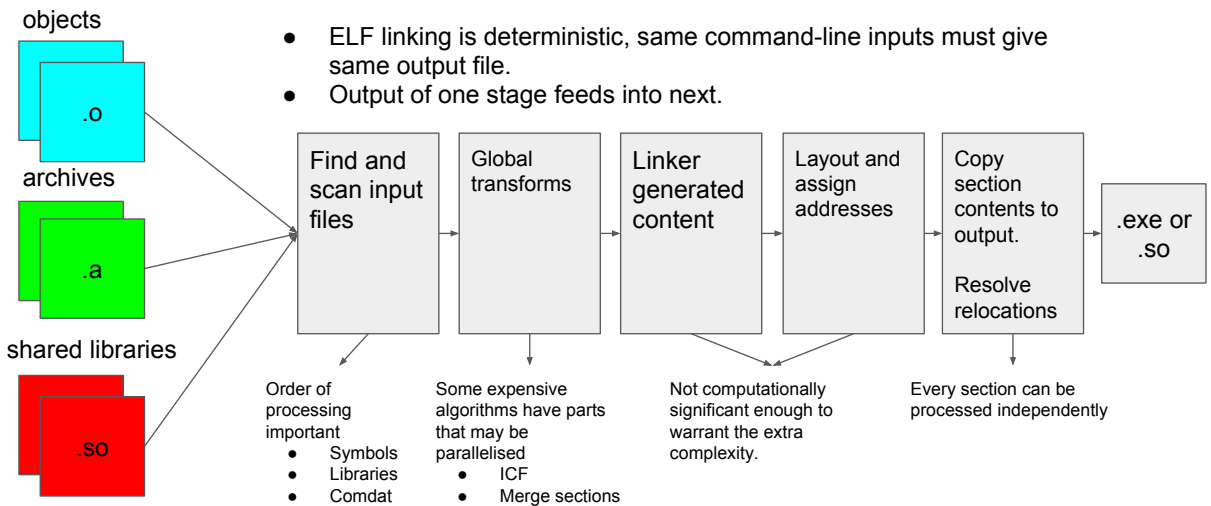 objects
.o
archives
.a
shared libraries
.so
● ELF linking is deterministic, same command-line inputs must give
same output file.
● Output of one stage feeds into next.
Find and
scan input
files
Global
transforms
Linker
generated
content
Layout and
assign
addresses
Copy
section
contents to
output.
Resolve
relocations
.exe or
.so
Order of
processing
important
● Symbols
● Libraries
● Comdat
Some expensive
algorithms have parts
that may be
parallelised
● ICF
● Merge sections
Not computationally
significant enough to
warrant the extra
complexity.
Every section can be
processed independently